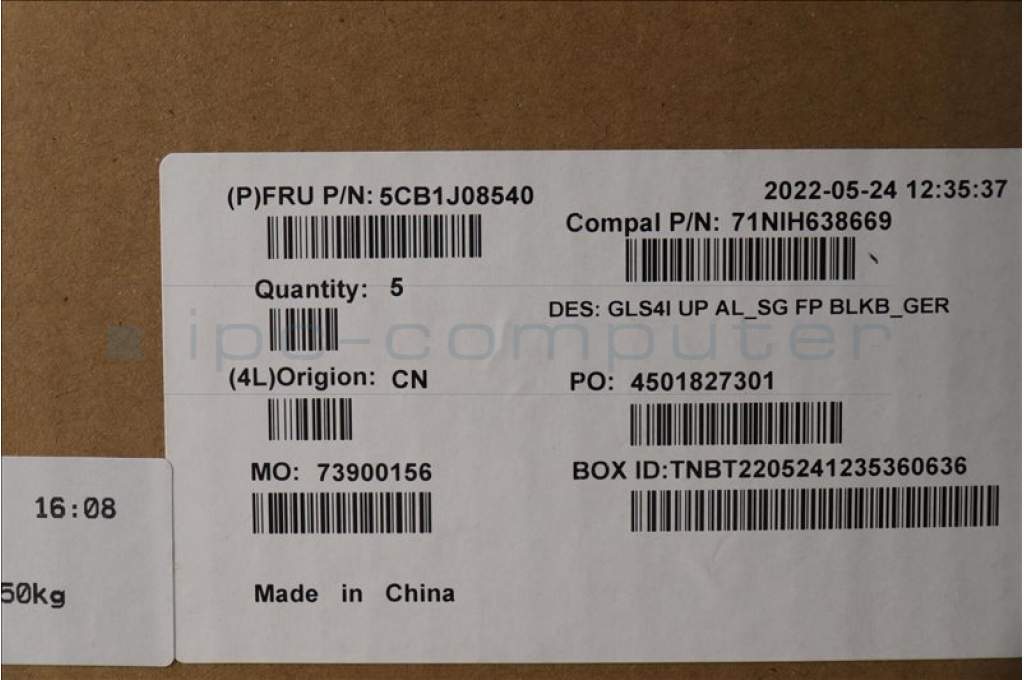 (P)FRU P/N: 5CB1J08540
2022-05-24 12:35:37
Compal P/N: 71NIH638669
Quantity: 5
DES: GLS4I UP AL_SG FP BLKB_GER
ipc-computer
(4L)Origion: CN
PO: 4501827301
MO: 73900156
BOX ID:TNBT2205241235360636
16:08
50kg
Made in China